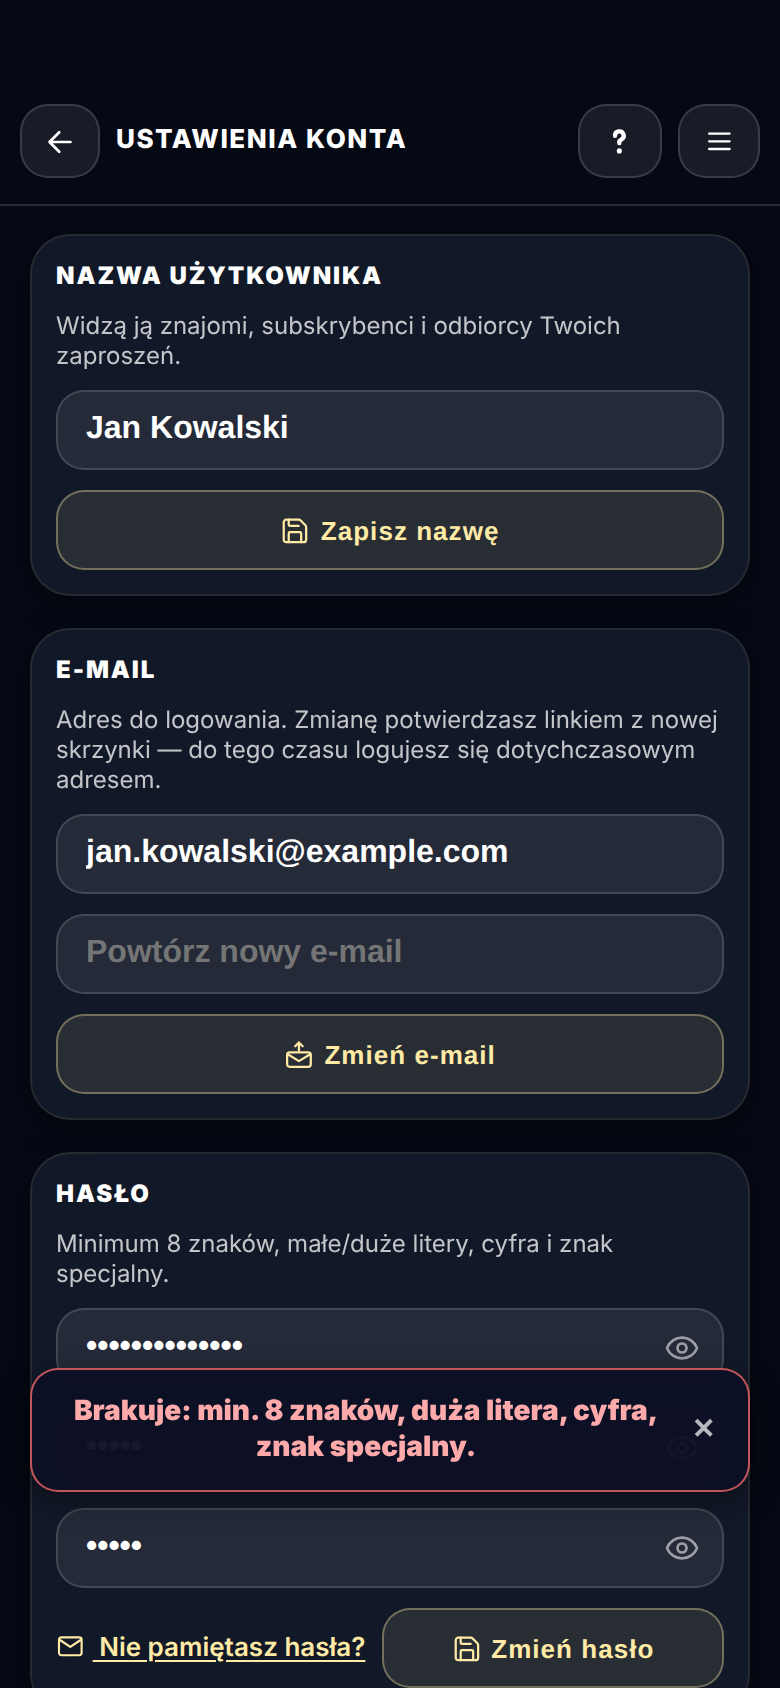 USTAWIENIA KONTA
?
NAZWA UŻYTKOWNIKA
Widzą ją znajomi, subskrybenci i odbiorcy Twoich
zaproszeń.
Jan Kowalski
Zapisz nazwę
E-MAIL
Adres do logowania. Zmianę potwierdzasz linkiem z nowej
skrzynki — do tego czasu logujesz się dotychczasowym
adresem.
jan.kowalski@example.com
Powtórz nowy e-mail
Zmień e-mail
HASŁO
Minimum 8 znaków, małe/duże litery, cyfra i znak
specjalny.
••••••••••••••
Brakuje: min. 8 znaków, duża litera, cyfra,
znak specjalny.
•••••
•••••
Nie pamiętasz hasła?
Zmień hasło